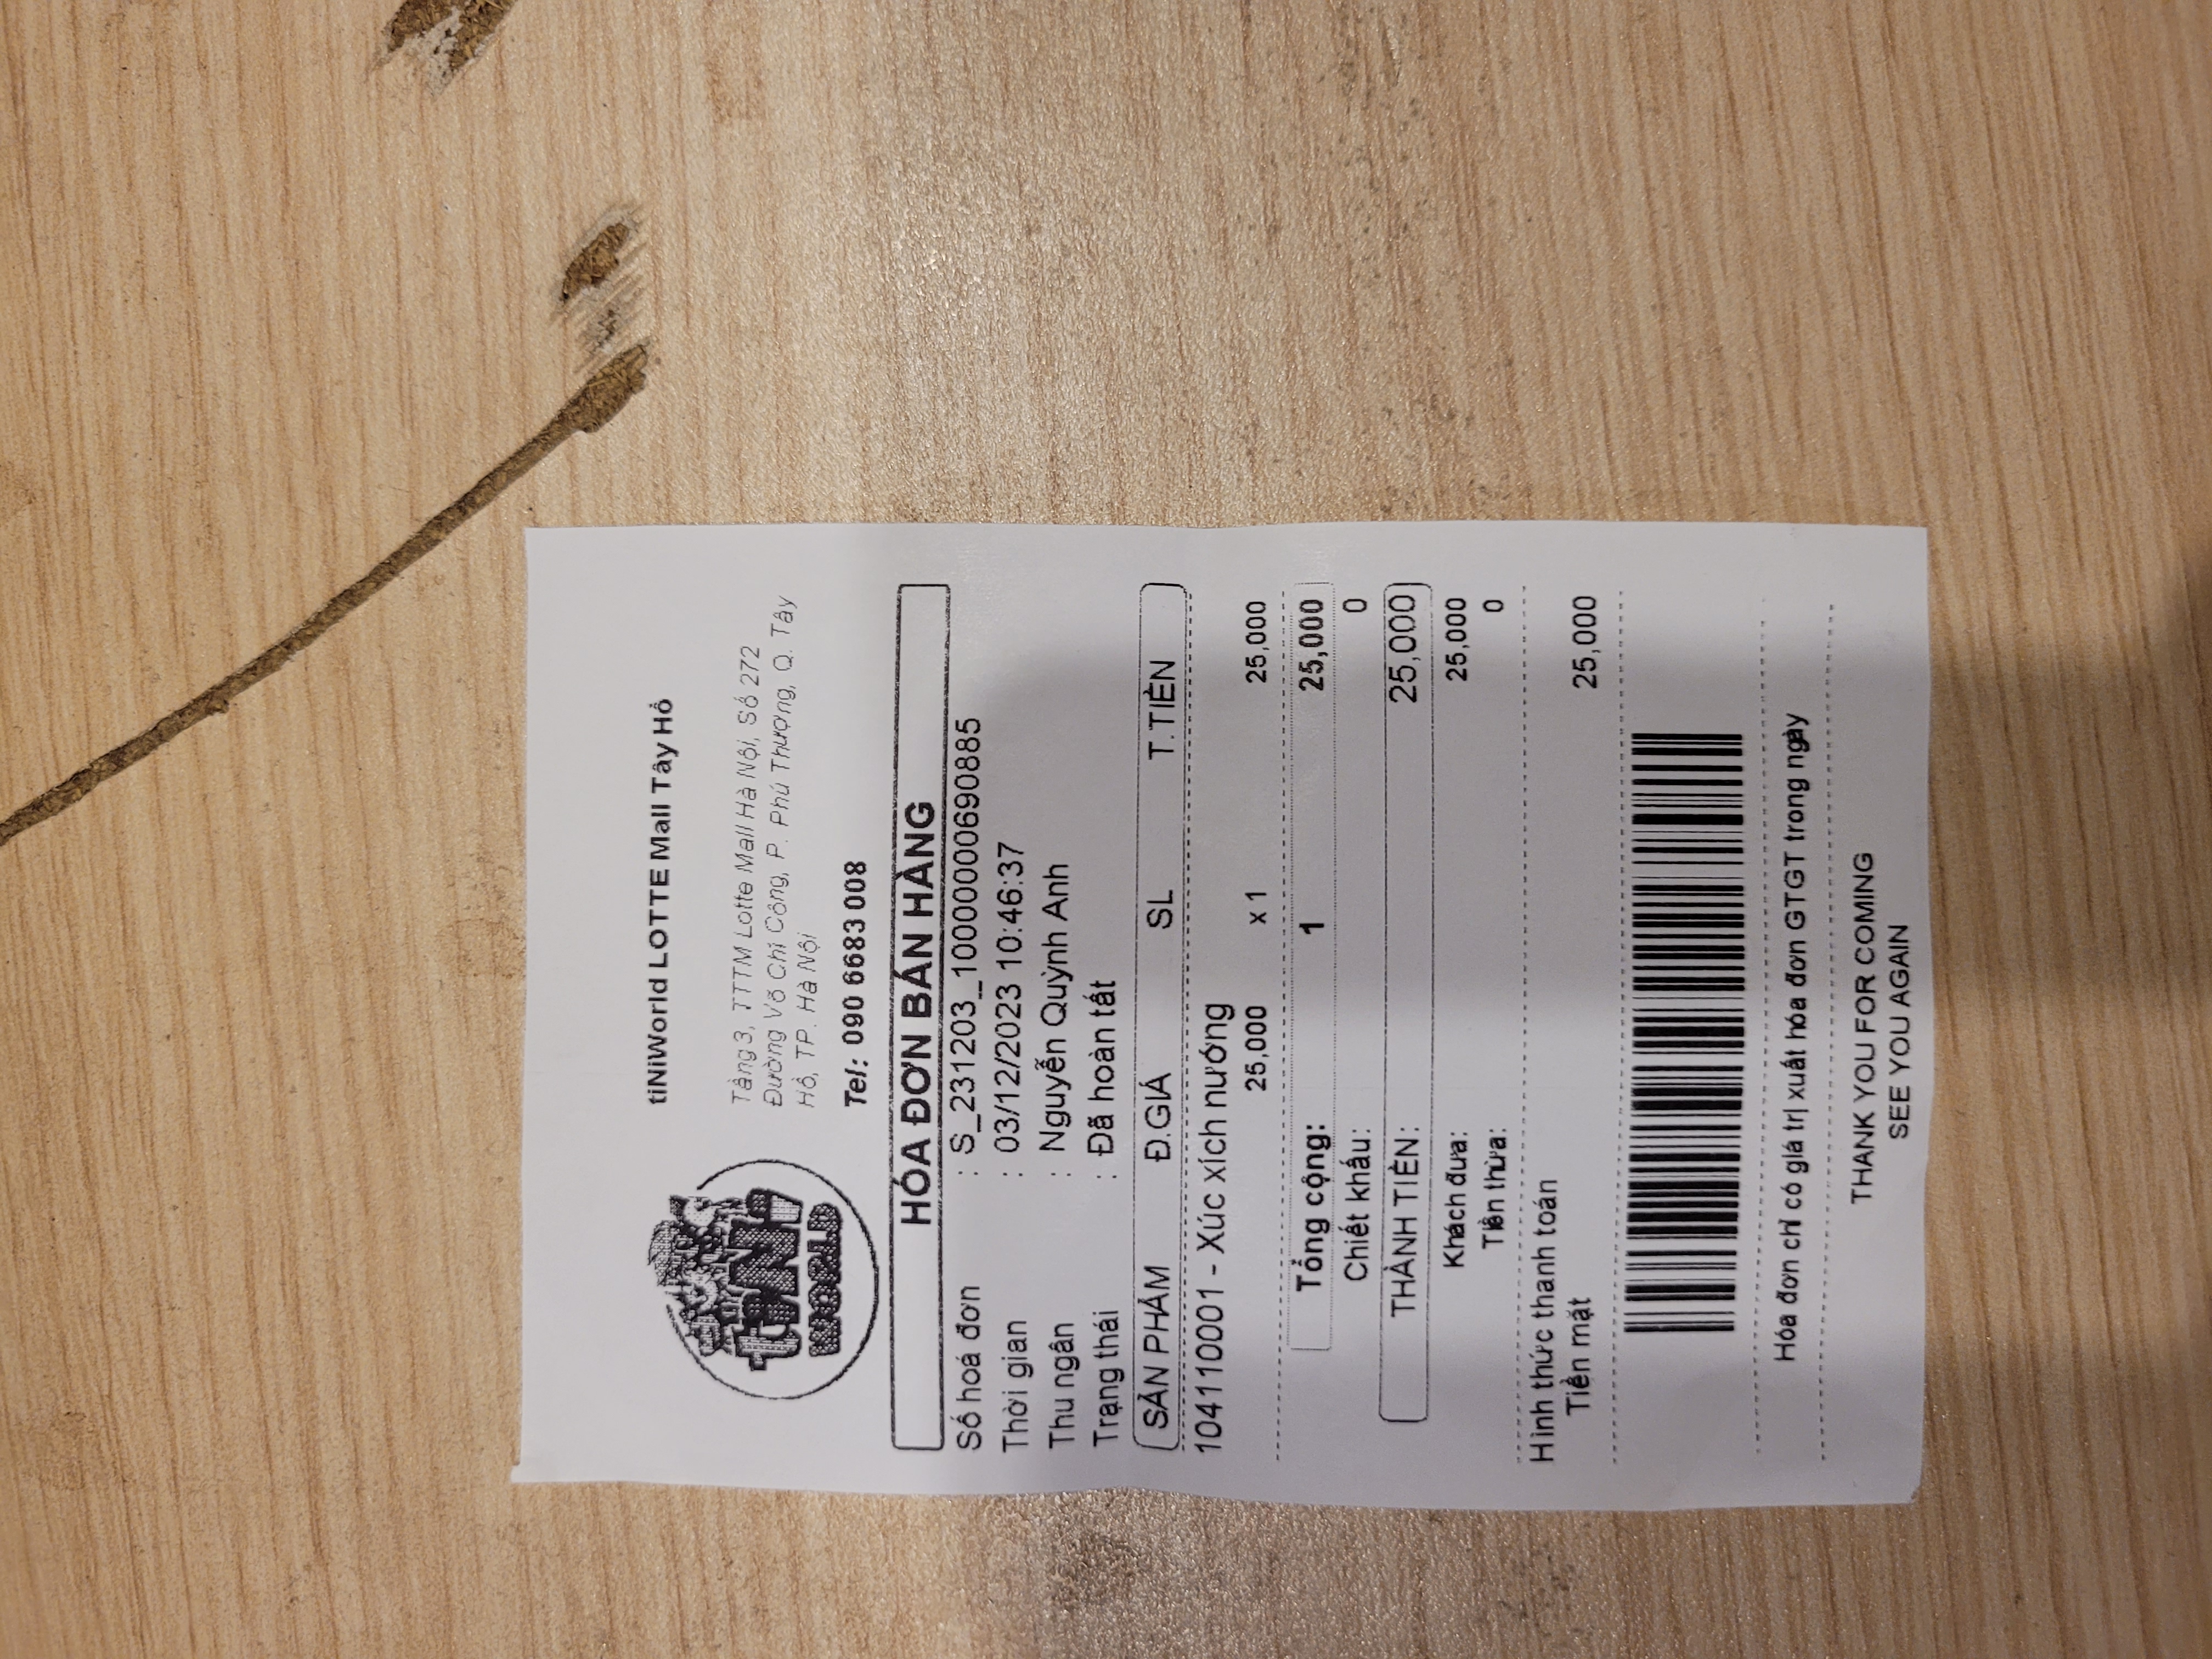 tiNi
WORLD
tiNiWorld LOTTE Mall Tây Hồ
Tầng 3, TTTM Lotte Mall Hà Nội, Số 272
Đường Võ Chí Công, P. Phú Thượng, Q. Tây
Hồ, TP. Hà Nội
Tel: 090 6683 008
HÓA ĐƠN BÁN HÀNG
Số hoá đơn : S_231203_10000000690885
Thời gian : 03/12/2023 10:46:37
Thu ngân : Nguyễn Quỳnh Anh
Trạng thái : Đã hoàn tất
SẢN PHẨM Đ.GIÁ SL T.TIỀN
104110001 - Xúc xích nướng
25,000 x 1 25,000
Tổng cộng: 1 25,000
Chiết khấu: 0
THÀNH TIỀN: 25,000
Khách đưa: 25,000
Tiền thừa: 0
Hình thức thanh toán
Tiền mặt 25,000
Hóa đơn chỉ có giá trị xuất hóa đơn GTGT trong ngày
THANK YOU FOR COMING
SEE YOU AGAIN